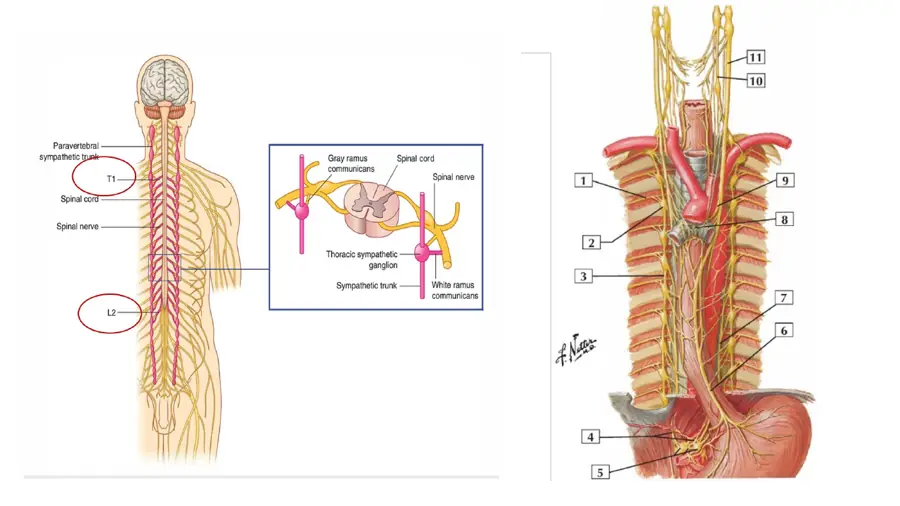 Paravertebral
sympathetic trunk
T1
Spinal cord
Spinal nerve
L2
Gray ramus
communicans
Spinal cord
Spinal nerve
Thoracic sympathetic
ganglion
Sympathetic trunk
White ramus
communicans
11
10
1
9
2
8
3
7
6
4
5
F. Netter
M.D.